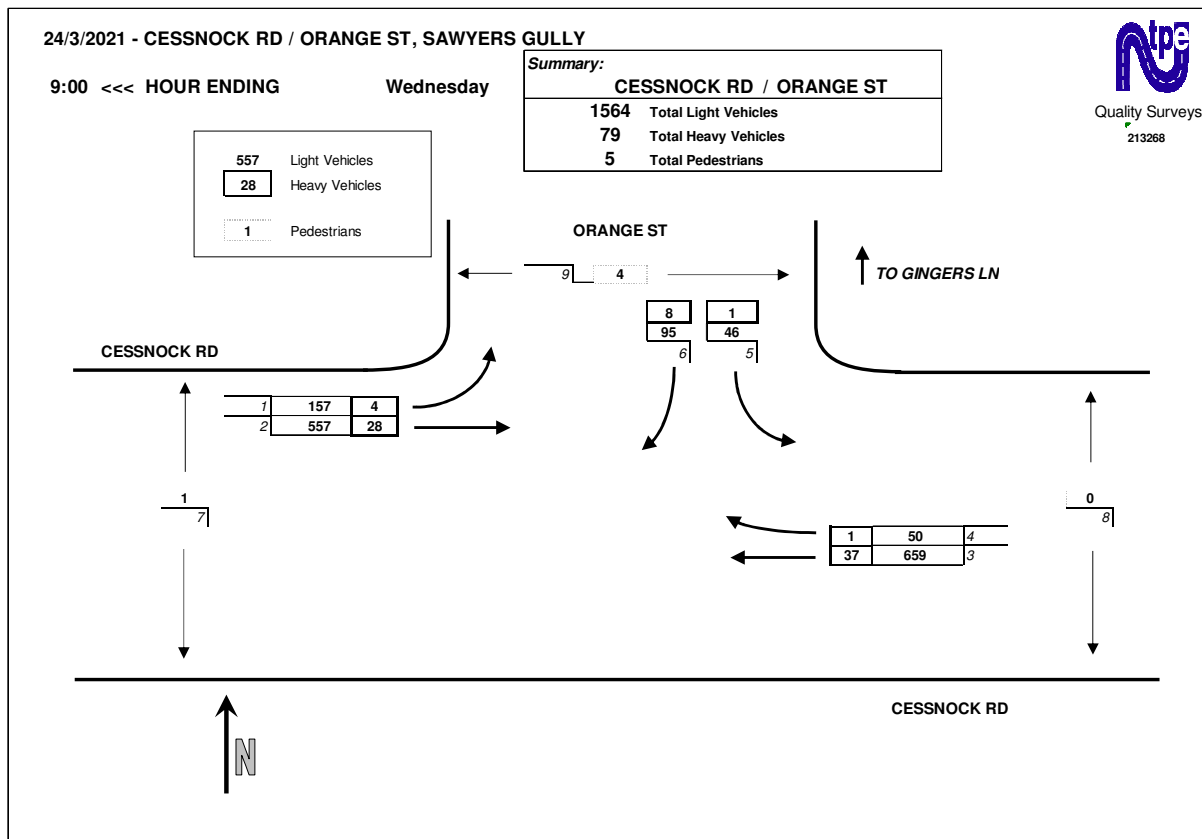 24/3/2021 - CESSNOCK RD / ORANGE ST, SAWYERS GULLY
9:00 <<< HOUR ENDING Wednesday
Summary:
CESSNOCK RD / ORANGE ST
1564 Total Light Vehicles
79 Total Heavy Vehicles
5 Total Pedestrians
tpe
Quality Surveys
213268
557 Light Vehicles
28 Heavy Vehicles
1 Pedestrians
ORANGE ST
9 4
TO GINGERS LN
8 1
95 46
6 5
CESSNOCK RD
1 157 4
2 557 28
1
7
0
8
1 50 4
37 659 3
CESSNOCK RD
N